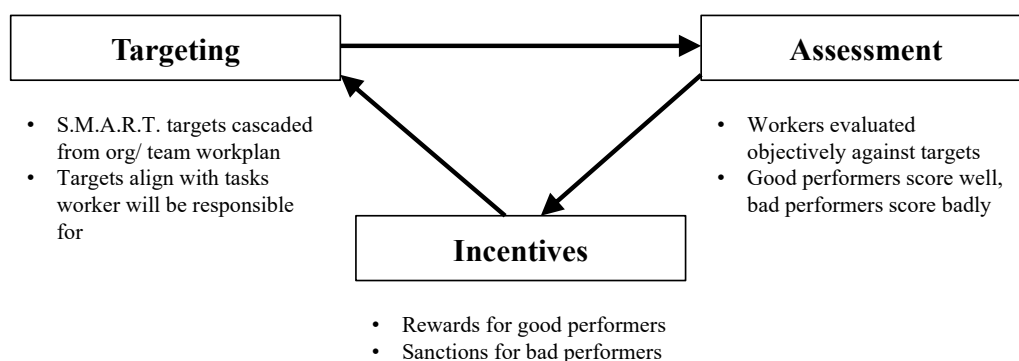 Targeting
Assessment
• S.M.A.R.T. targets cascaded
from org/ team workplan
• Targets align with tasks
worker will be responsible
for
• Workers evaluated
objectively against targets
• Good performers score well,
bad performers score badly
Incentives
• Rewards for good performers
• Sanctions for bad performers